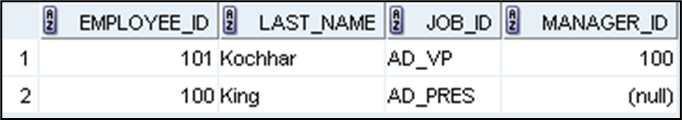 EMPLOYEE_ID LAST_NAME JOB_ID MANAGER_ID
1 101 Kochhar AD_VP 100
2 100 King AD_PRES (null)